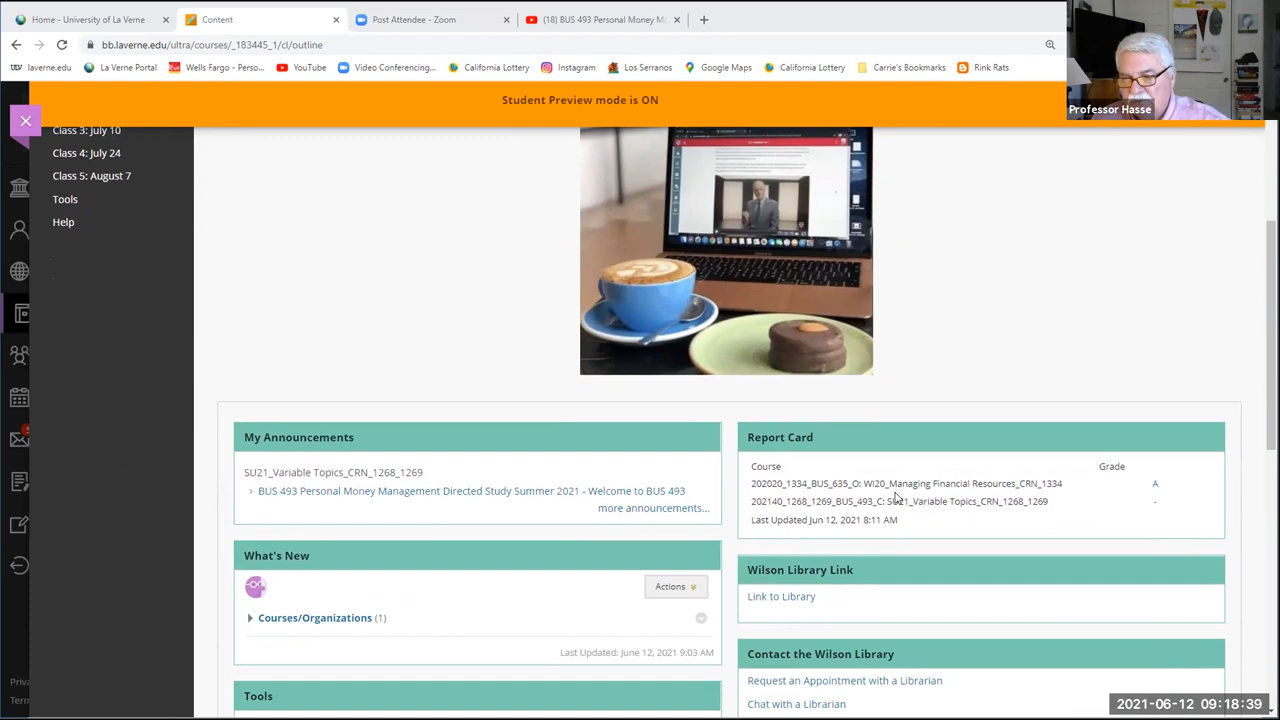 Home - University of La Verne
Content
Post Attendee - Zoom
(18) BUS 493 Personal Money M
bb.laverne.edu/ultra/courses/_183445_1/cl/outline
laverne.edu
La Verne Portal
Wells Fargo - Perso...
YouTube
Video Conferencing...
California Lottery
Instagram
Los Serranos
Google Maps
California Lottery
Carrie's Bookmarks
Rink Rats
Student Preview mode is ON
Professor Hasse
Class 3: July 10
Class 4: July 24
Class 5: August 7
Tools
Help
Priva
Term
My Announcements
SU21_Variable Topics_CRN_1268_1269
BUS 493 Personal Money Management Directed Study Summer 2021 - Welcome to BUS 493
more announcements...
What's New
Actions
Courses/Organizations (1)
Last Updated: June 12, 2021 9:03 AM
Tools
Report Card
Course Grade
202020_1334_BUS_635_O: WI20_Managing Financial Resources_CRN_1334 A
202140_1268_1269_BUS_493_C: SU21_Variable Topics_CRN_1268_1269 -
Last Updated Jun 12, 2021 8:11 AM
Wilson Library Link
Link to Library
Contact the Wilson Library
Request an Appointment with a Librarian
Chat with a Librarian
2021-06-12 09:18:39